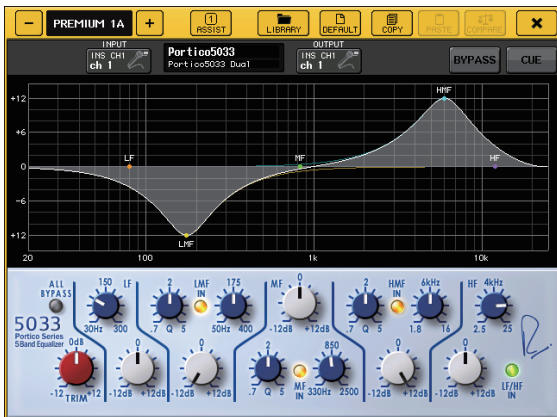 − PREMIUM 1A + 1 ASSIST LIBRARY DEFAULT COPY PASTE COMPARE ×
INPUT
INS CH1
ch 1
Portico5033
Portico5033 Dual
OUTPUT
INS CH1
ch 1
BYPASS
CUE
+12
+6
0
−6
+12
LF
LMF
MF
HMF
HF
20 100 1k 10k
ALL
BYPASS
5033
Portico Series
5Band Equalizer
150 LF
30Hz 300
2
.7 Q 5
LMF
IN
175
50Hz 400
MF 0
-12dB +12dB
2
.7 Q 5
HMF
IN
6kHz
1.8 16
HF 4kHz
2.5 25
0dB
-12 +12
TRIM
0
-12dB +12dB
0
-12dB +12dB
2
.7 Q 5
MF
IN
850
330Hz 2500
0
-12dB +12dB
0
-12dB +12dB
LF/HF
IN